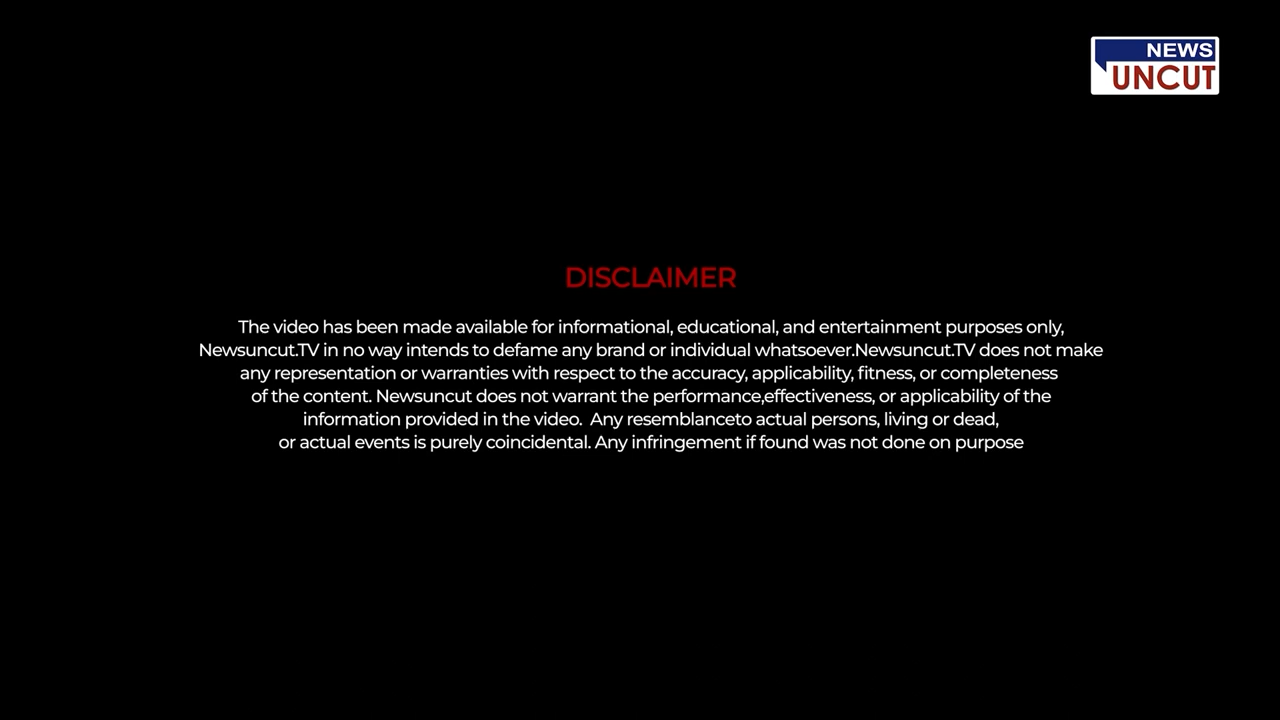 NEWS
UNCUT
DISCLAIMER
The video has been made available for informational, educational, and entertainment purposes only,
Newsuncut.TV in no way intends to defame any brand or individual whatsoever.Newsuncut.TV does not make
any representation or warranties with respect to the accuracy, applicability, fitness, or completeness
of the content. Newsuncut does not warrant the performance,effectiveness, or applicability of the
information provided in the video.  Any resemblanceto actual persons, living or dead,
or actual events is purely coincidental. Any infringement if found was not done on purpose